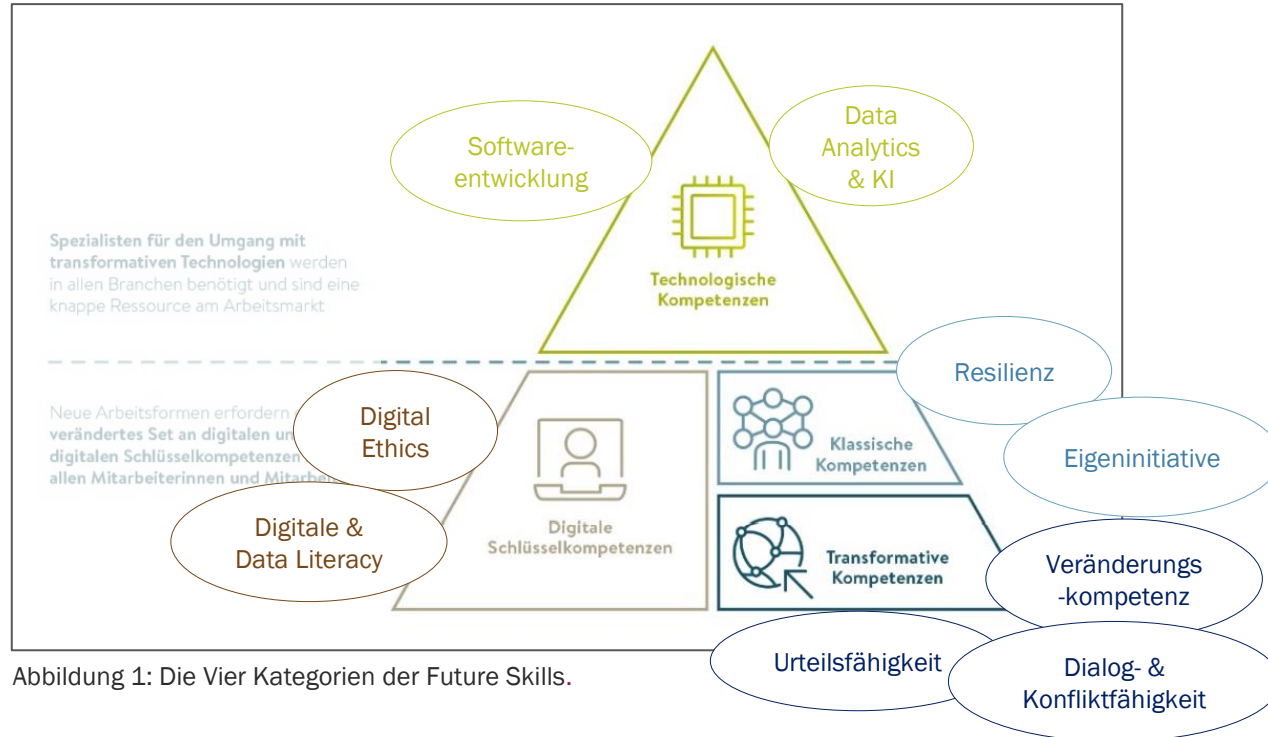 Software-
entwicklung
Data
Analytics
& KI
Technologische
Kompetenzen
Spezialisten für den Umgang mit
transformativen Technologien werden
in allen Branchen benötigt und sind eine
knappe Ressource am Arbeitsmarkt
Resilienz
Neue Arbeitsformen erfordern
verändertes Set an digitalen
digitalen Schlüsselkompetenzen
allen Mitarbeiterinnen und
Digital
Ethics
Klassische
Kompetenzen
Eigeninitiative
Digitale &
Data Literacy
Digitale
Schlüsselkompetenzen
Transformative
Kompetenzen
Veränderungs
-kompetenz
Urteilsfähigkeit
Dialog- &
Konfliktfähigkeit
Abbildung 1: Die Vier Kategorien der Future Skills.